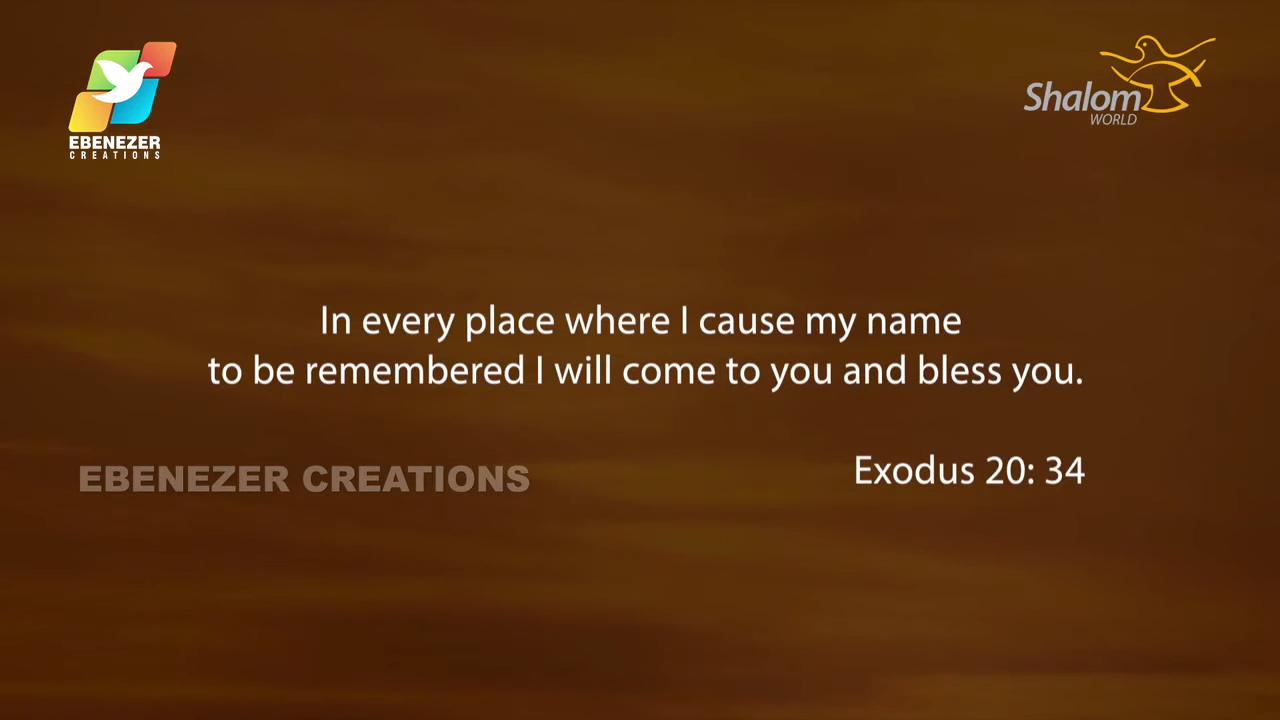 EBENEZER
CREATIONS
Shalom
WORLD
In every place where I cause my name
to be remembered I will come to you and bless you.
EBENEZER CREATIONS
Exodus 20: 34